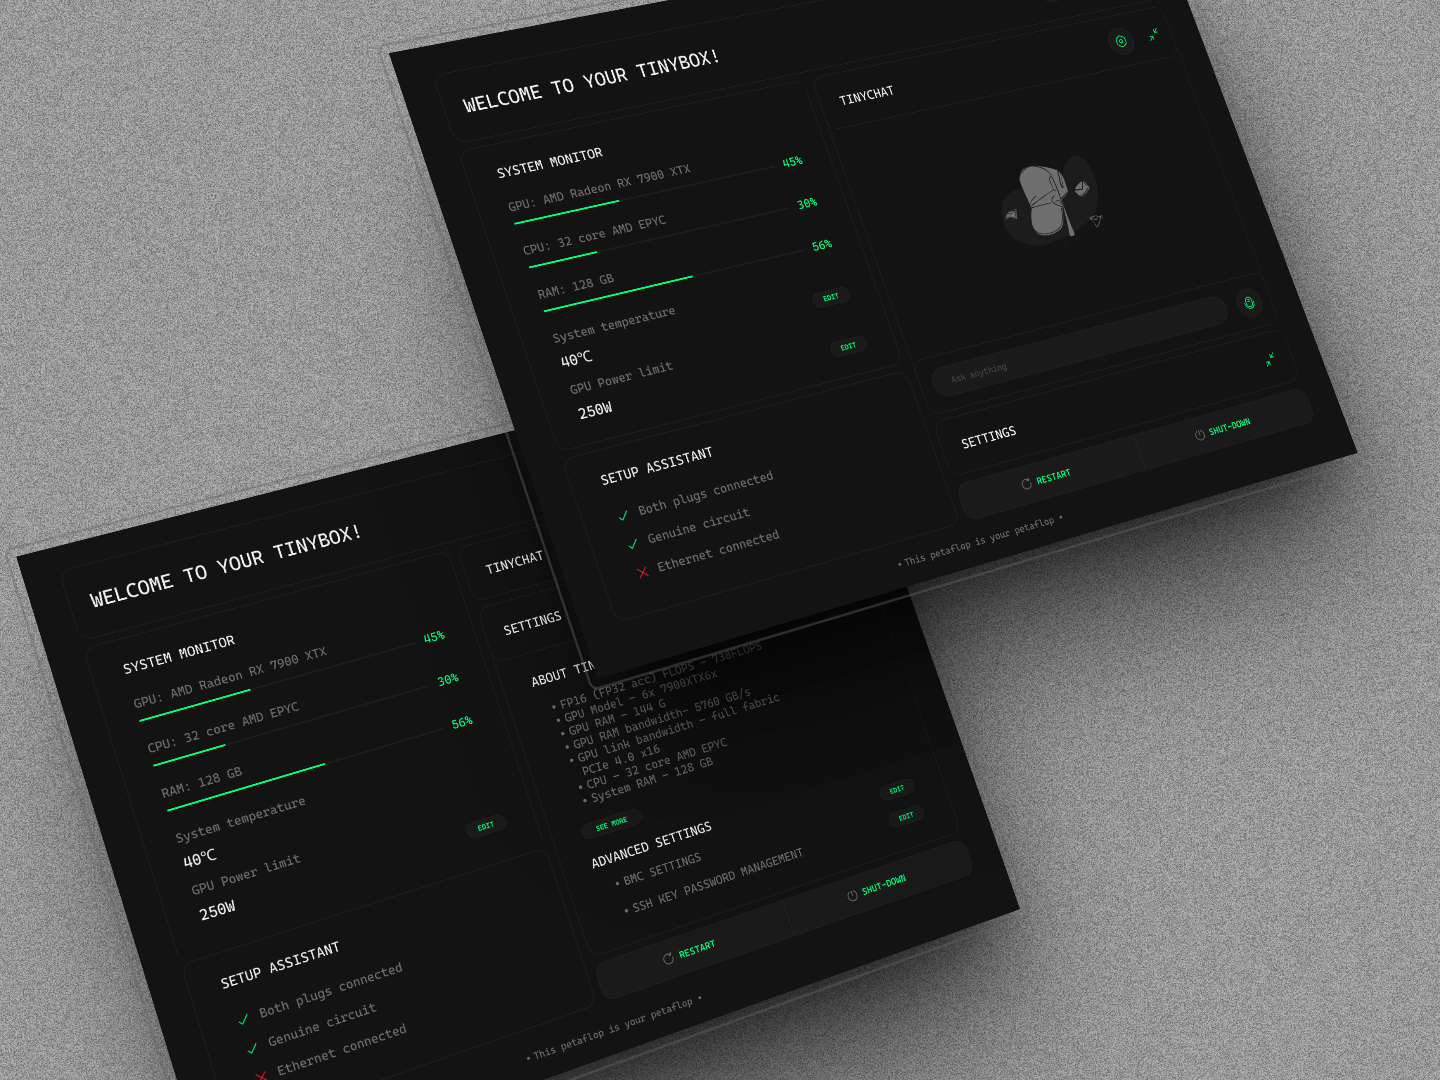 WELCOME TO YOUR TINYBOX!
SYSTEM MONITOR
GPU: AMD Radeon RX 7900 XTX
45%
CPU: 32 core AMD EPYC
30%
RAM: 128 GB
56%
System temperature
EDIT
40°C
GPU Power limit
EDIT
250W
SETUP ASSISTANT
Both plugs connected
Genuine circuit
Ethernet connected
TINYCHAT
Ask anything
SETTINGS
RESTART
SHUT-DOWN
• This petaflop is your petaflop •
WELCOME TO YOUR TINYBOX!
SYSTEM MONITOR
GPU: AMD Radeon RX 7900 XTX
45%
CPU: 32 core AMD EPYC
30%
RAM: 128 GB
56%
System temperature
40°C
EDIT
GPU Power limit
250W
SETUP ASSISTANT
Both plugs connected
Genuine circuit
Ethernet connected
TINYCHAT
SETTINGS
ABOUT
• FP16 (FP32 acc) FLOPS – 738FLOPS
• GPU Model – 6x 7900XTX6x
• GPU RAM – 144 G
• GPU RAM bandwidth– 5760 GB/s
• GPU link bandwidth – full fabric
PCIe 4.0 x16
• CPU – 32 core AMD EPYC
• System RAM – 128 GB
SEE MORE
ADVANCED SETTINGS
EDIT
• BMC SETTINGS
EDIT
• SSH KEY PASSWORD MANAGEMENT
RESTART
SHUT-DOWN
• This petaflop is your petaflop •